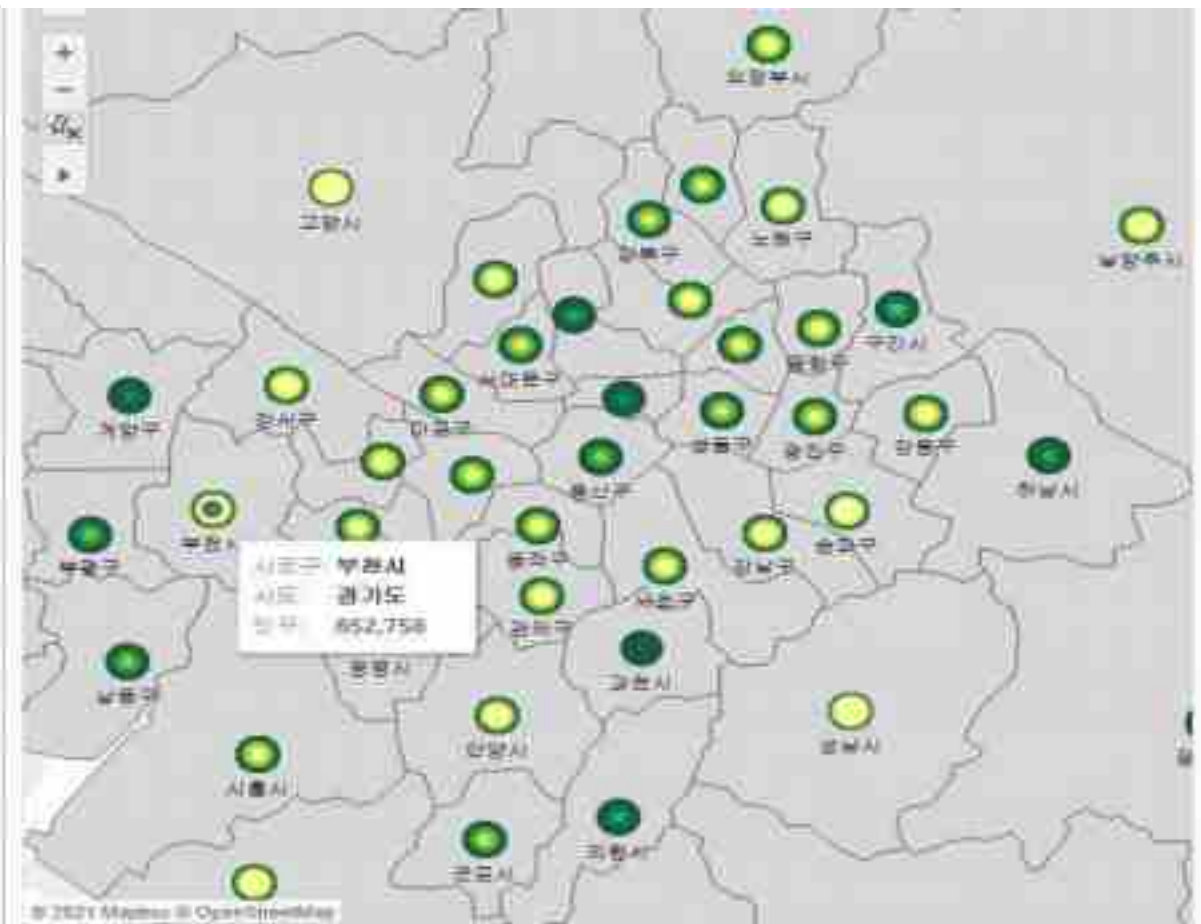 의정부시
고양시
노원구
강북구
남양주시
구리시
서대문구
중랑구
계양구
강서구
마포구
성동구
광진구
강동구
하남시
용산구
부천시
부평구
동작구
강남구
송파구
서초구
관악구
시군구 부천시
시도 경기도
852,758
광명시
과천시
남동구
안양시
성남시
시흥시
군포시
의왕시
© 2021 Mapbox © OpenStreetMap